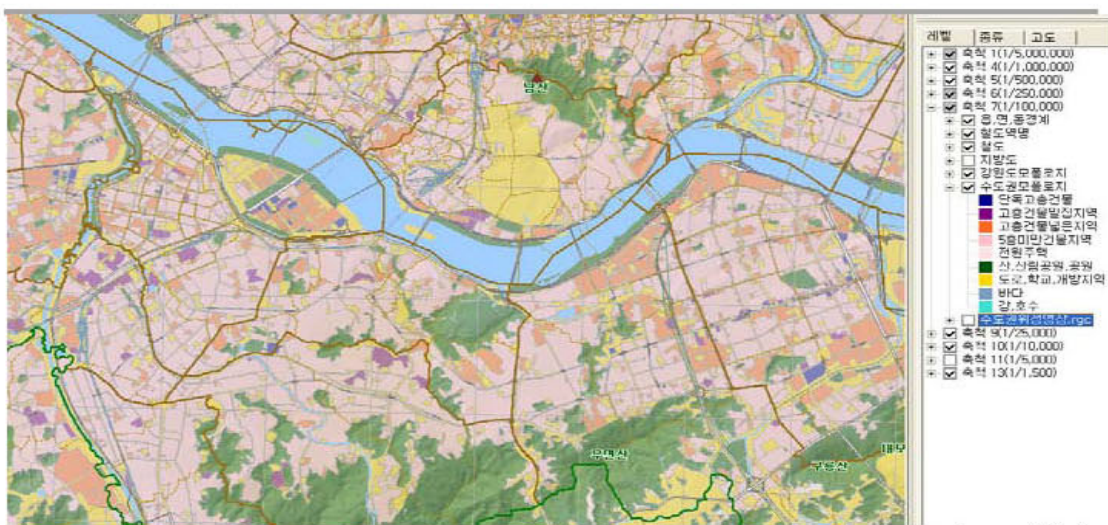 남산
우면산
구룡산
대모
레벨 종류 고도
축척 1(1/5,000,000)
축척 4(1/1,000,000)
축척 5(1/500,000)
축척 6(1/250,000)
축척 7(1/100,000)
읍,면,동경계
철도역명
철도
지방도
강원도모폴로지
수도권모폴로지
단독고층건물
고층건물밀집지역
고층건물넓은지역
5층미만건물지역
전원주택
산,산림공원,공원
도로,학교,개방지역
바다
강,호수
수도권위성영상.rgc
축척 9(1/25,000)
축척 10(1/10,000)
축척 11(1/5,000)
축척 13(1/1,500)